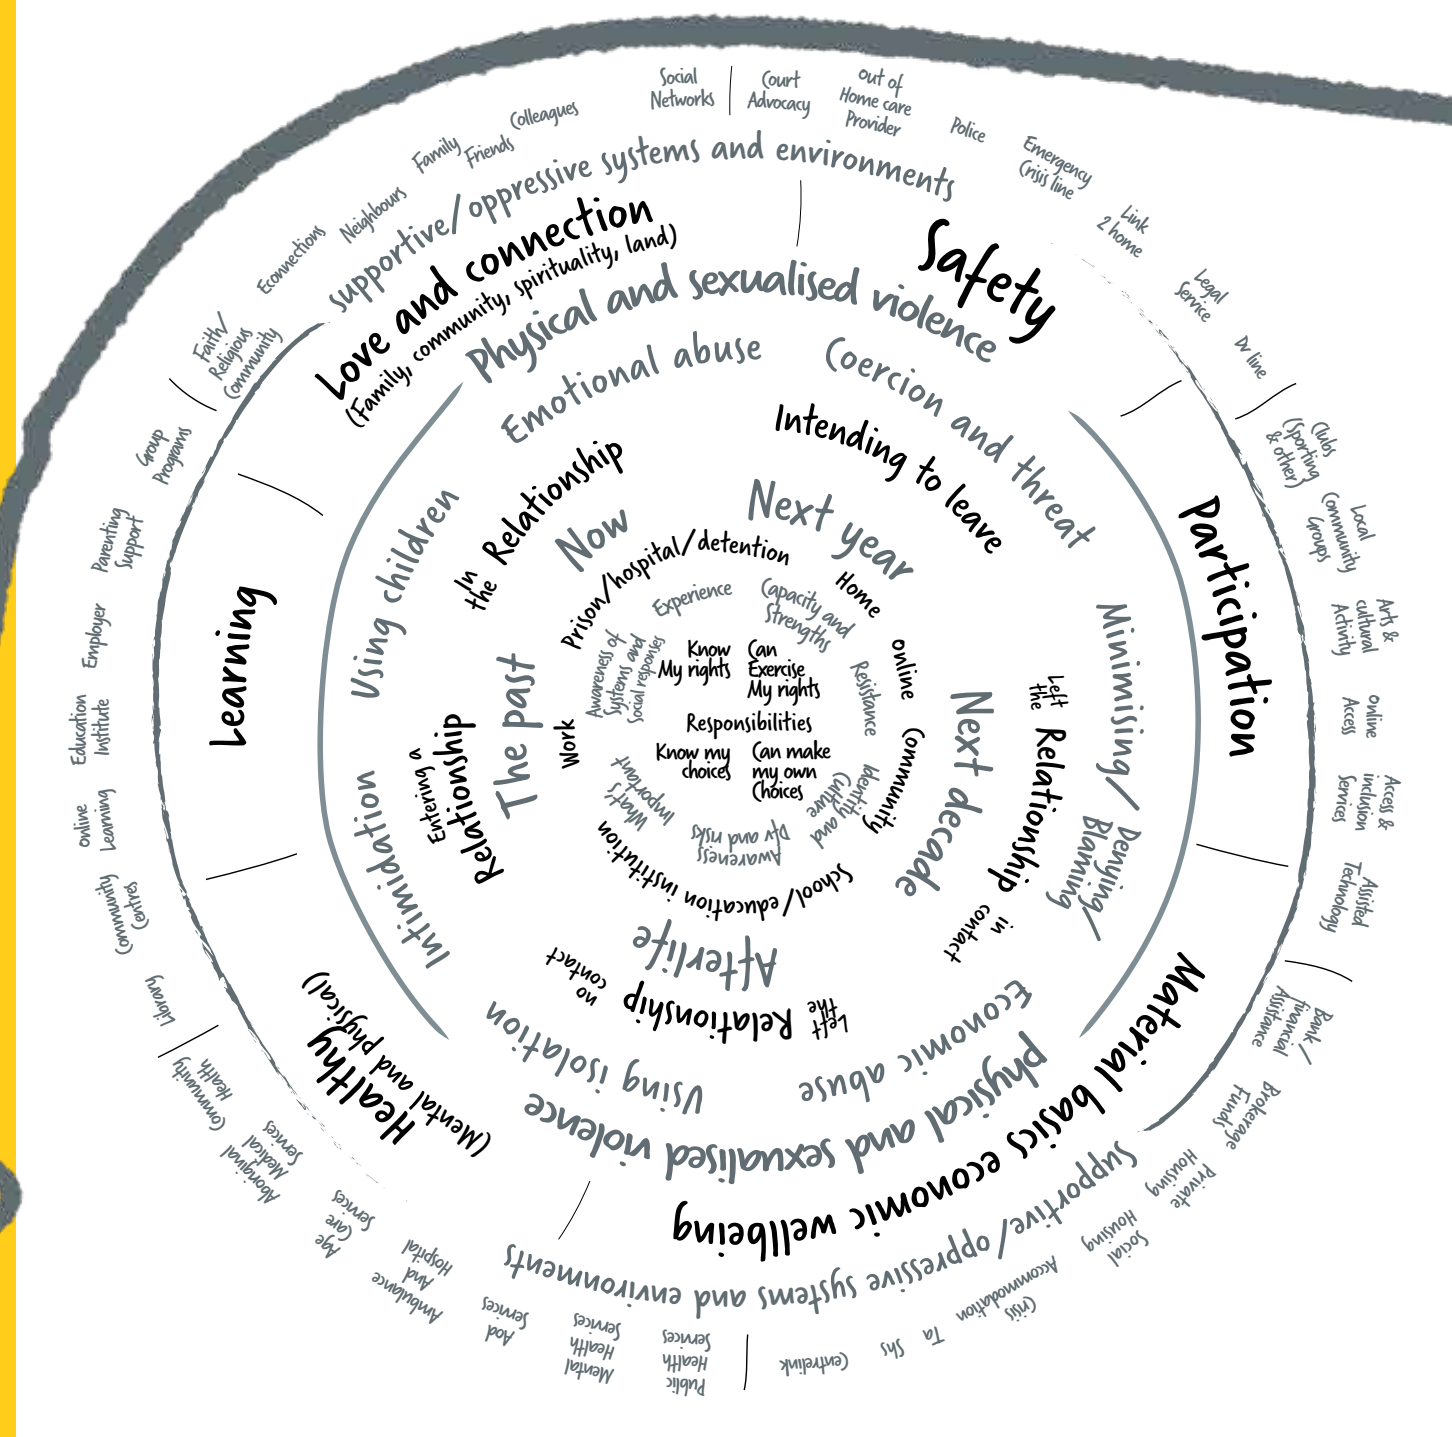 Social
Networks
Court
Advocacy
out of
Home care
Provider
Police
Emergency
Crisis line
Link
2 home
Legal
Service
Dv line
Clubs
(Sporting
& other)
Local
Community
Groups
Arts &
cultural
Activity
online
Access
Access &
inclusion
Services
Assisted
Technology
Bank/
financial
Assistance
Brokerage
Funds
Private
Housing
Social
Housing
Crisis
Accommodation
Ta
Shs
Centrelink
Public
Health
Services
Mental
Health
Services
Aod
Services
Ambulance
And
Hospital
Age
Care
Services
Aboriginal
Medical
Services
Community
Health
Library
Community
Centres
online
Learning
Education
Institute
Employer
Parenting
Support
Group
Programs
Faith/
Religious
Community
Econnections
Neighbours
Family
Friends
Colleagues
supportive/oppressive systems and environments
Supportive/oppressive systems and environments
Love and connection
(Family, community, spirituality, land)
Safety
Participation
Material basics economic wellbeing
Healthy
(Mental and physical)
Learning
Physical and sexualised violence
physical and sexualised violence
Emotional abuse
Coercion and threat
Minimising/
Denying/
Blaming
Economic abuse
Using isolation
Intimidation
Using children
In
the Relationship
Intending to leave
Left
the Relationship
in
contact
Left
the Relationship
no
contact
Entering a
Relationship
Now
Next year
Next decade
Afterlife
The past
Prison/hospital/detention
Home
online
Community
School/education institution
Work
Experience
Capacity and
Strengths
Resistance
Identity and
Culture
Awareness
Dv and risks
What's
Important
Awareness of
Systems and
Social responses
Know
My rights
Can
Exercise
My rights
Responsibilities
Know my
choices
Can make
my own
Choices